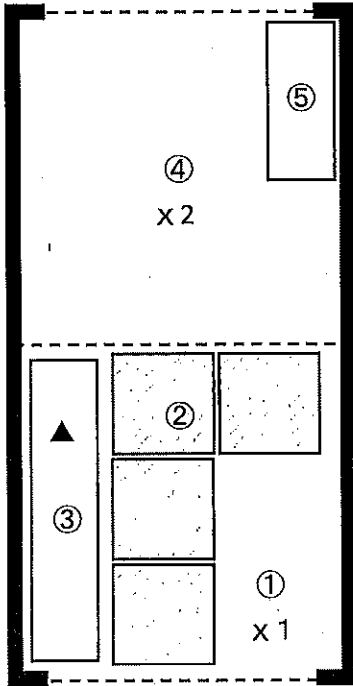 ⑤
④
x 2
②
③
①
x 1